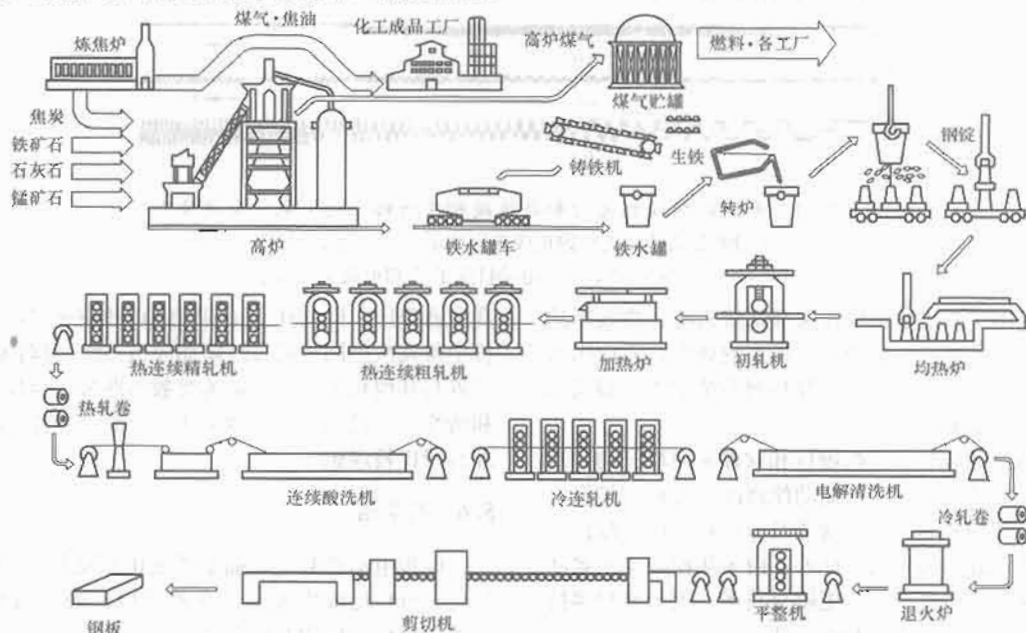 煤气·焦油
化工成品工厂
炼焦炉
高炉煤气
燃料·各工厂
煤气贮罐
焦炭
铁矿石
石灰石
锰矿石
铸铁机
生铁
钢锭
转炉
高炉
铁水罐车
铁水罐
热连续精轧机
热连续粗轧机
加热炉
初轧机
均热炉
热轧卷
连续酸洗机
冷连轧机
电解清洗机
冷轧卷
钢板
剪切机
平整机
退火炉